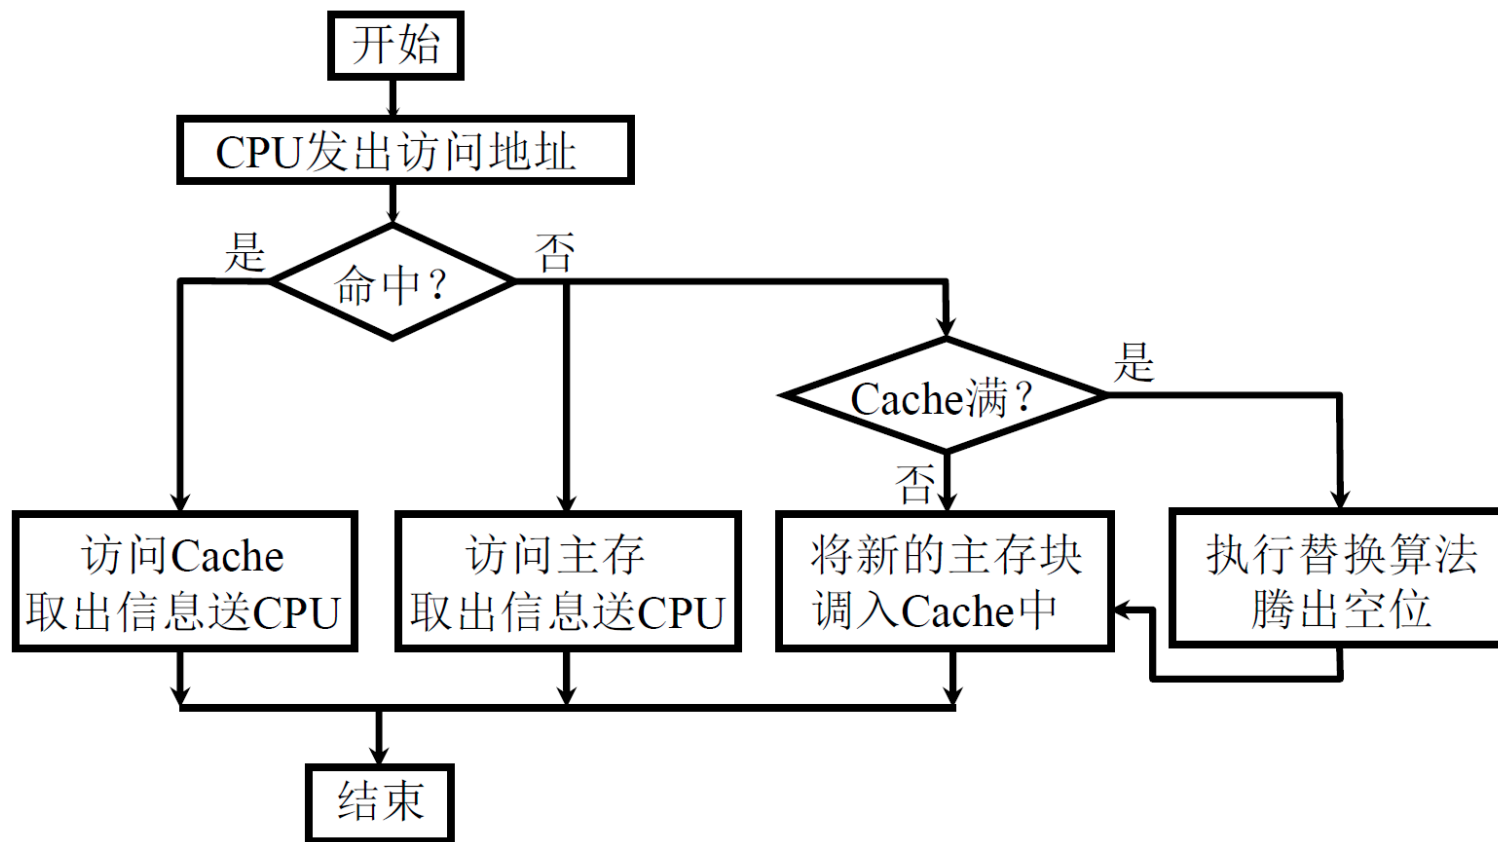 开始
CPU发出访问地址
是
否
命中？
是
Cache满？
否
访问Cache
取出信息送CPU
访问主存
取出信息送CPU
将新的主存块
调入Cache中
执行替换算法
腾出空位
结束